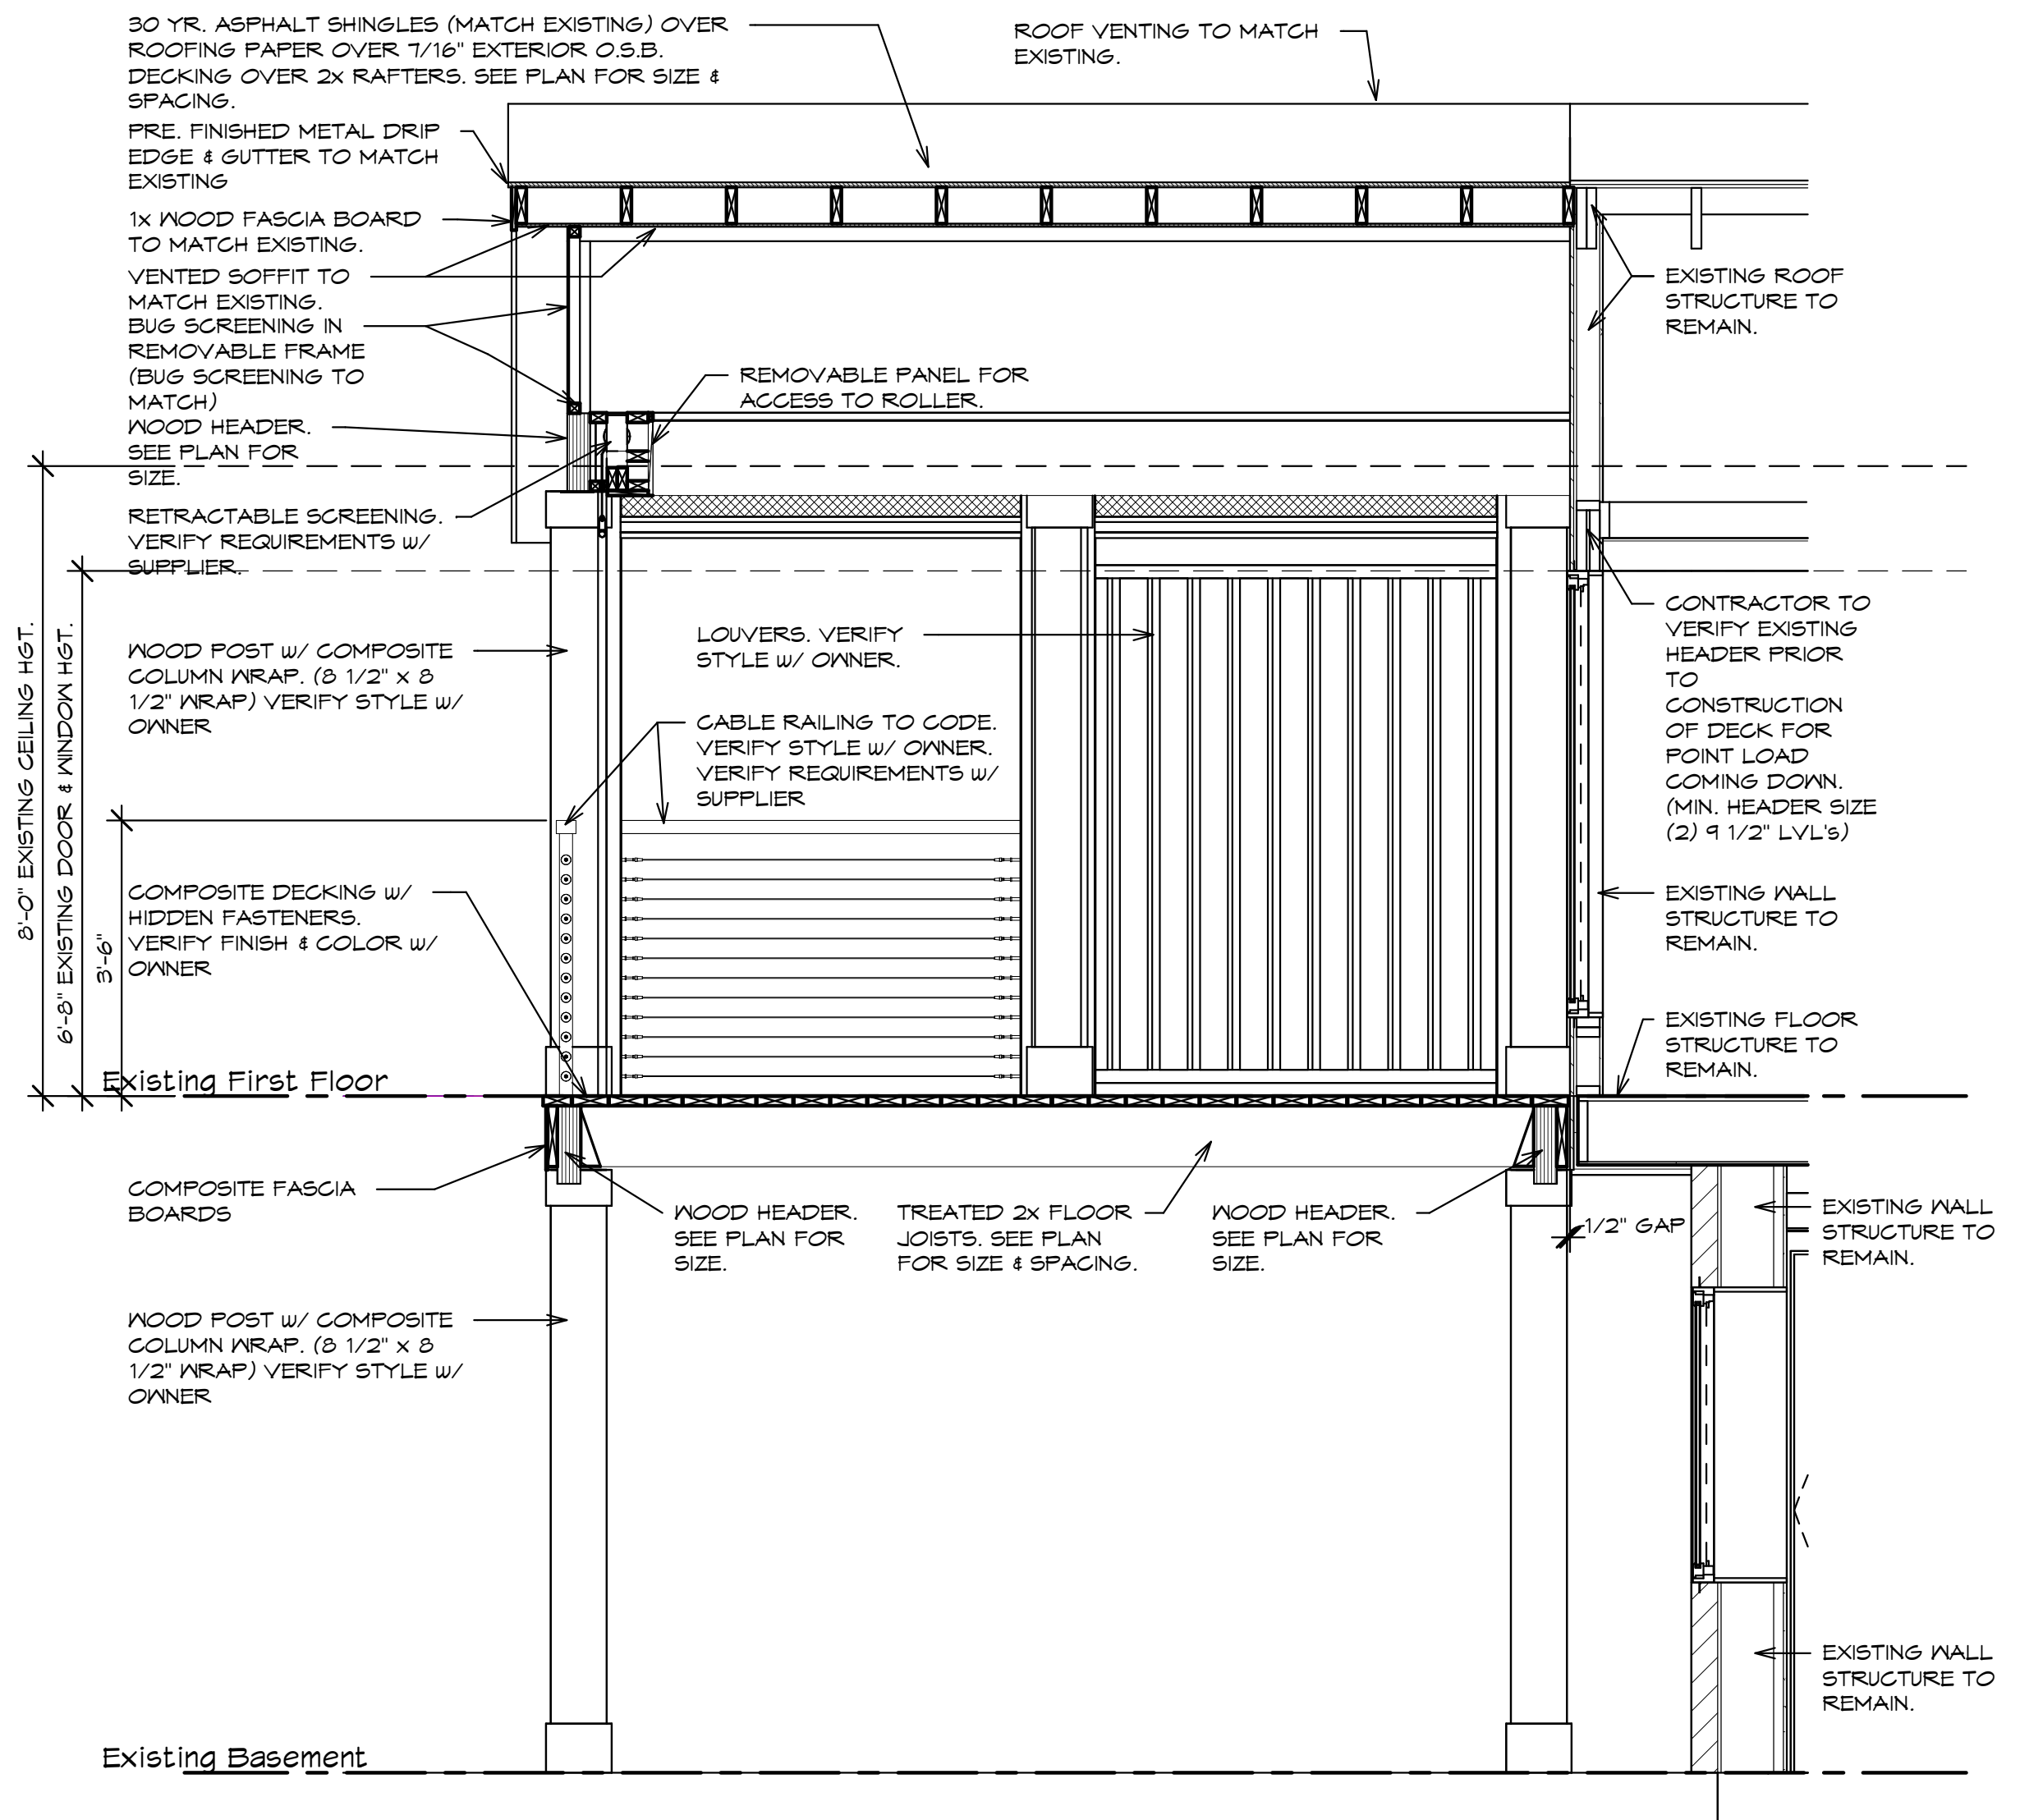 30 YR. ASPHALT SHINGLES (MATCH EXISTING) OVER
ROOFING PAPER OVER 7/16" EXTERIOR O.S.B.
DECKING OVER 2x RAFTERS. SEE PLAN FOR SIZE &
SPACING.
ROOF VENTING TO MATCH
EXISTING.
PRE. FINISHED METAL DRIP
EDGE & GUTTER TO MATCH
EXISTING
1x WOOD FASCIA BOARD
TO MATCH EXISTING.
VENTED SOFFIT TO
MATCH EXISTING.
BUG SCREENING IN
REMOVABLE FRAME
(BUG SCREENING TO
MATCH)
WOOD HEADER.
SEE PLAN FOR
SIZE.
RETRACTABLE SCREENING.
VERIFY REQUIREMENTS w/
SUPPLIER.
REMOVABLE PANEL FOR
ACCESS TO ROLLER.
EXISTING ROOF
STRUCTURE TO
REMAIN.
8'-0" EXISTING CEILING HGT.
6'-8" EXISTING DOOR & WINDOW HGT.
3'-6"
WOOD POST w/ COMPOSITE
COLUMN WRAP. (8 1/2" x 8
1/2" WRAP) VERIFY STYLE w/
OWNER
LOUVERS. VERIFY
STYLE w/ OWNER.
CABLE RAILING TO CODE.
VERIFY STYLE w/ OWNER.
VERIFY REQUIREMENTS w/
SUPPLIER
CONTRACTOR TO
VERIFY EXISTING
HEADER PRIOR
TO
CONSTRUCTION
OF DECK FOR
POINT LOAD
COMING DOWN.
(MIN. HEADER SIZE
(2) 9 1/2" LVL's)
COMPOSITE DECKING w/
HIDDEN FASTENERS.
VERIFY FINISH & COLOR w/
OWNER
EXISTING WALL
STRUCTURE TO
REMAIN.
EXISTING FLOOR
STRUCTURE TO
REMAIN.
Existing First Floor
COMPOSITE FASCIA
BOARDS
WOOD HEADER.
SEE PLAN FOR
SIZE.
TREATED 2x FLOOR
JOISTS. SEE PLAN
FOR SIZE & SPACING.
WOOD HEADER.
SEE PLAN FOR
SIZE.
1/2" GAP
EXISTING WALL
STRUCTURE TO
REMAIN.
WOOD POST w/ COMPOSITE
COLUMN WRAP. (8 1/2" x 8
1/2" WRAP) VERIFY STYLE w/
OWNER
EXISTING WALL
STRUCTURE TO
REMAIN.
Existing Basement